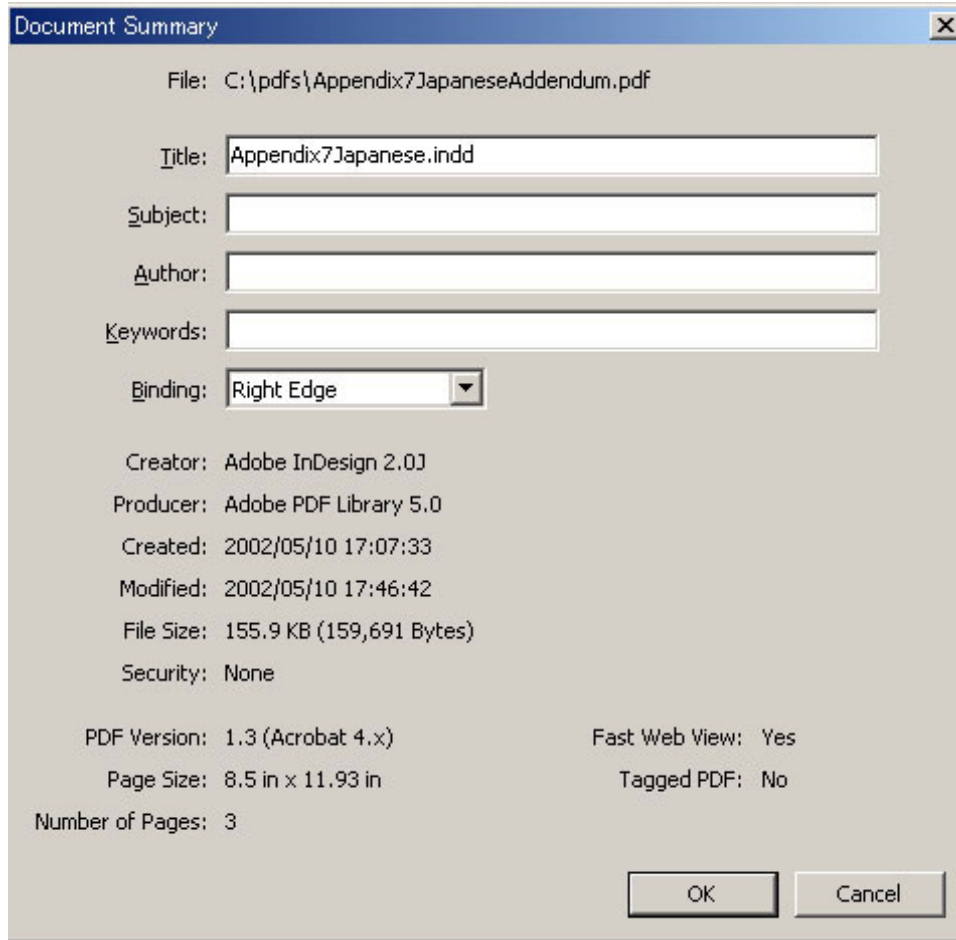 Document Summary
File: C:\pdfs\Appendix7JapaneseAddendum.pdf
Title: Appendix7Japanese.indd
Subject:
Author:
Keywords:
Binding: Right Edge
Creator: Adobe InDesign 2.0J
Producer: Adobe PDF Library 5.0
Created: 2002/05/10 17:07:33
Modified: 2002/05/10 17:46:42
File Size: 155.9 KB (159,691 Bytes)
Security: None
PDF Version: 1.3 (Acrobat 4.x) Fast Web View: Yes
Page Size: 8.5 in x 11.93 in Tagged PDF: No
Number of Pages: 3
OK Cancel